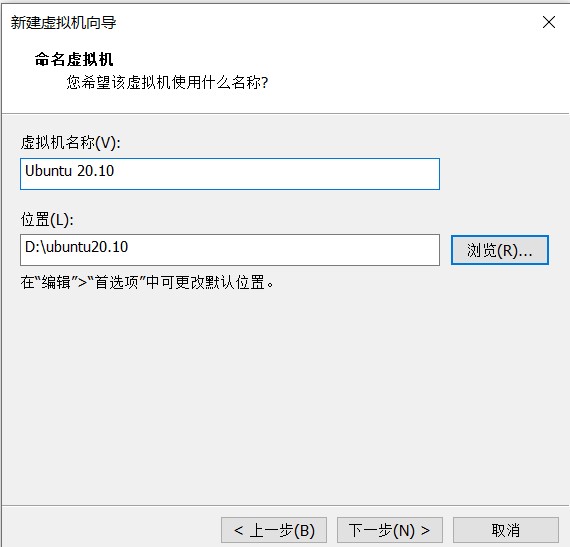 新建虚拟机向导
命名虚拟机
您希望该虚拟机使用什么名称?
虚拟机名称(V):
Ubuntu 20.10
位置(L):
D:\ubuntu20.10
浏览(R)...
在“编辑”>“首选项”中可更改默认位置。
< 上一步(B)
下一步(N) >
取消